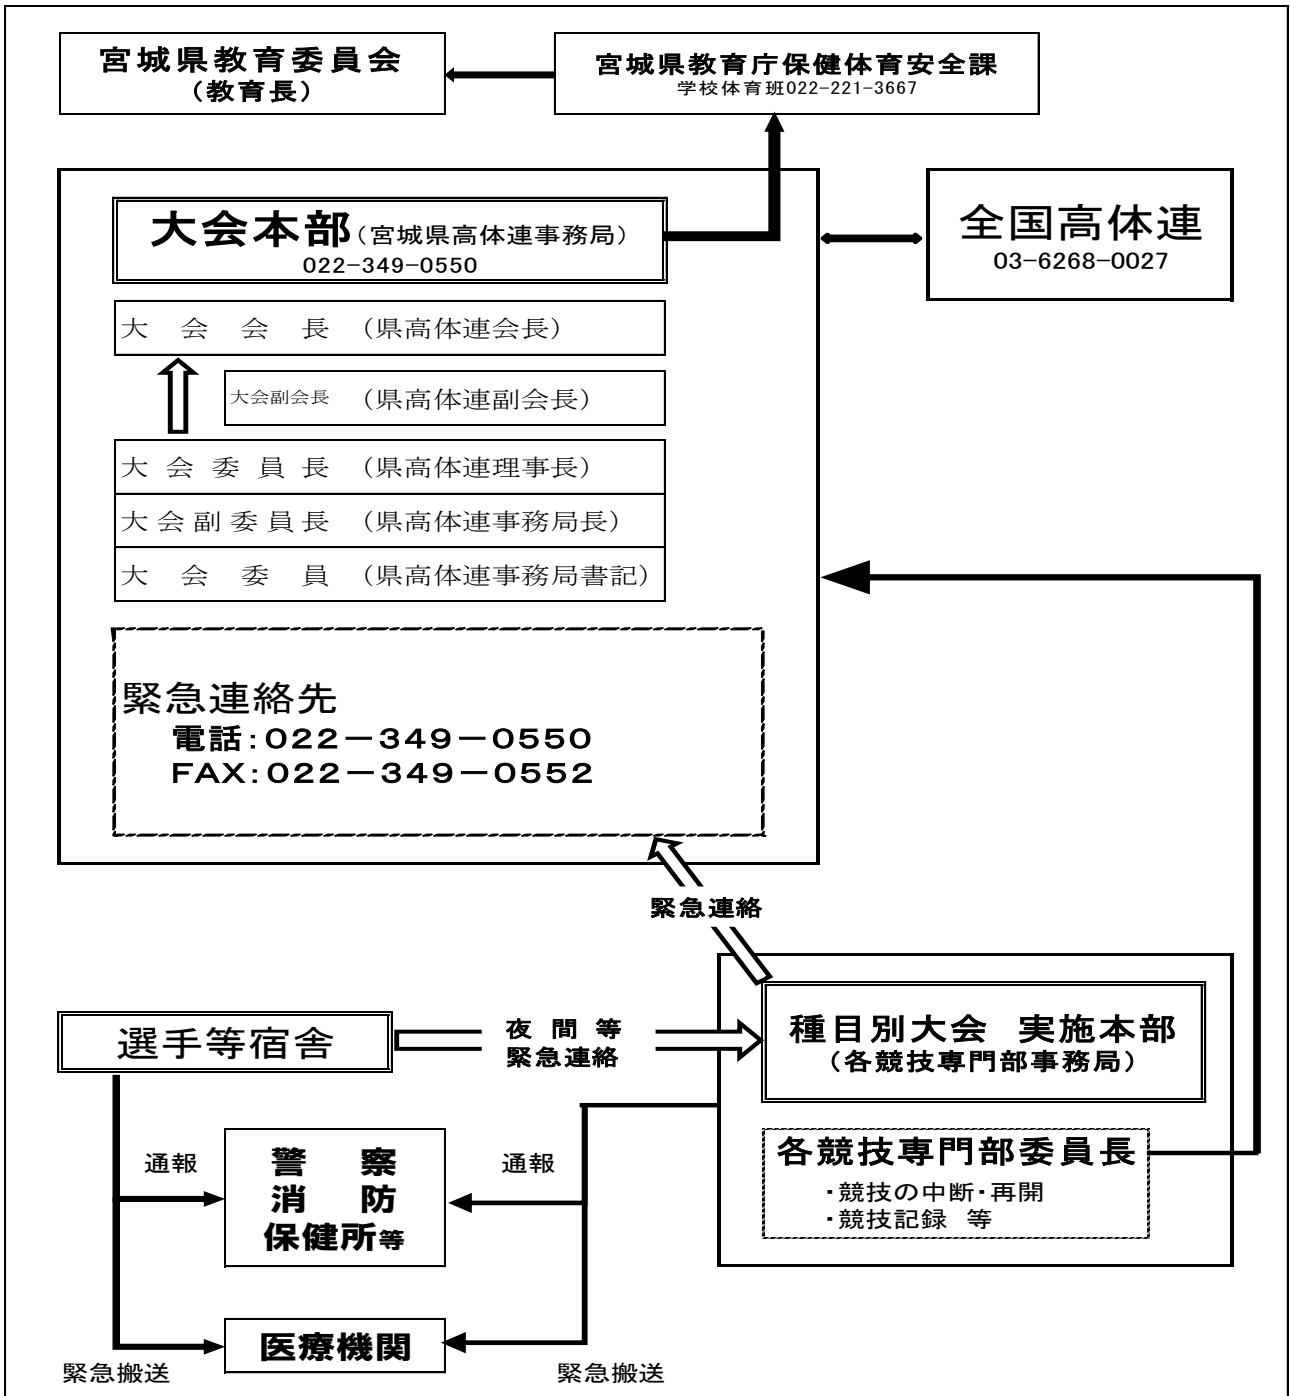 宮城県教育委員会
（教育長）
宮城県教育庁保健体育安全課
学校体育班022-221-3667
大会本部（宮城県高体連事務局）
022-349-0550
全国高体連
03-6268-0027
大会会長（県高体連会長）
大会副会長（県高体連副会長）
大会委員長（県高体連理事長）
大会副委員長（県高体連事務局長）
大会委員（県高体連事務局書記）
緊急連絡先
電話：022－349－0550
FAX：022－349－0552
緊急連絡
選手等宿舎
夜間等
緊急連絡
種目別大会　実施本部
（各競技専門部事務局）
各競技専門部委員長
・競技の中断・再開
・競技記録　等
通報
警察
消防
保健所等
通報
医療機関
緊急搬送
緊急搬送